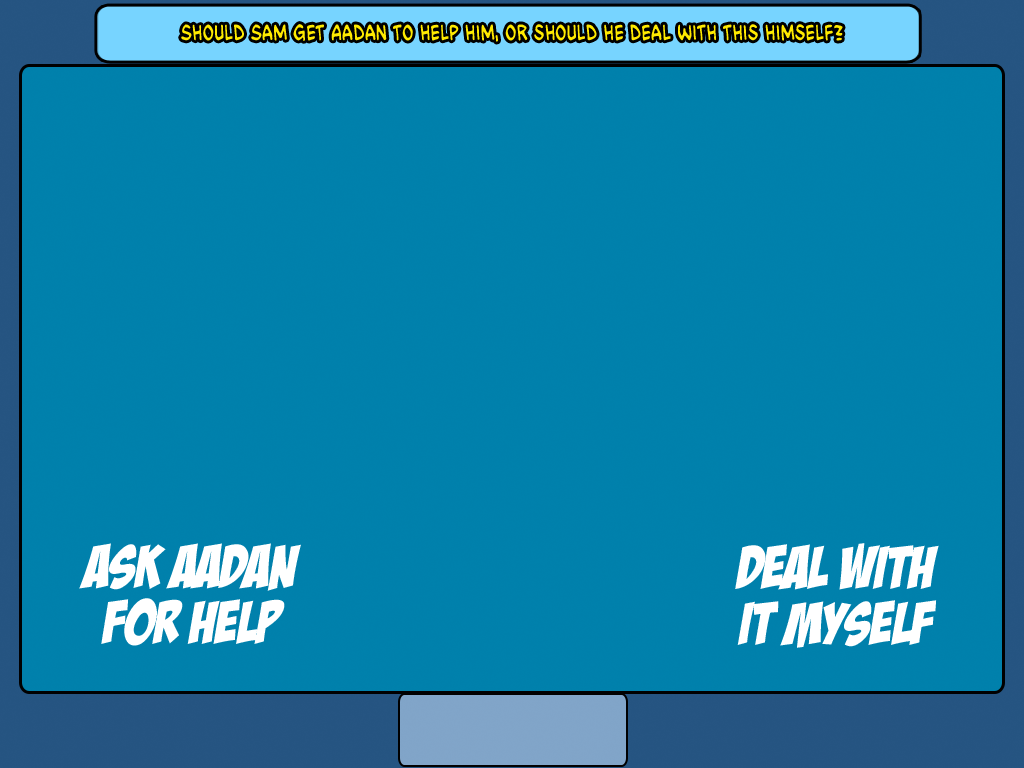 SHOULD SAM GET AADAN TO HELP HIM, OR SHOULD HE DEAL WITH THIS HIMSELF?
ASK AADAN
FOR HELP
DEAL WITH
IT MYSELF